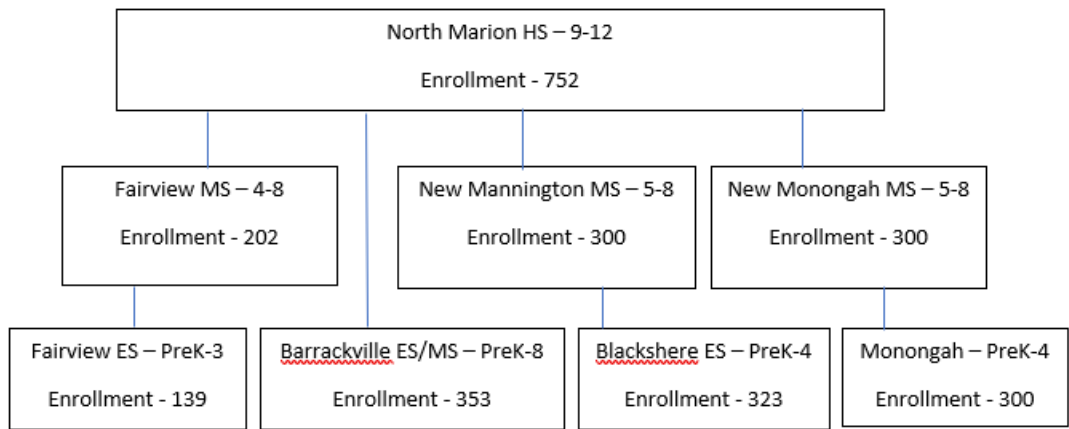 North Marion HS – 9-12
Enrollment - 752
Fairview MS – 4-8
Enrollment - 202
New Mannington MS – 5-8
Enrollment - 300
New Monongah MS – 5-8
Enrollment - 300
Fairview ES – PreK-3
Enrollment - 139
Barrackville ES/MS – PreK-8
Enrollment - 353
Blackshere ES – PreK-4
Enrollment - 323
Monongah – PreK-4
Enrollment - 300